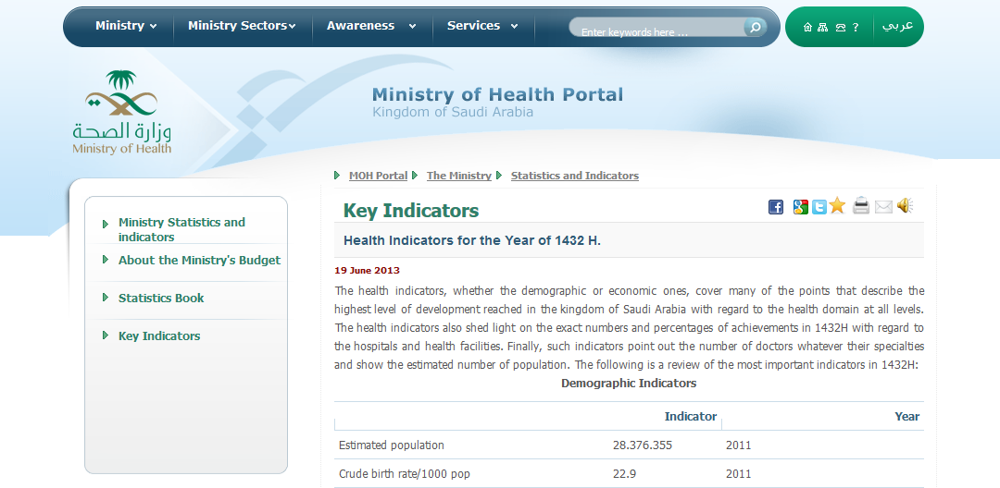 Ministry
Ministry Sectors
Awareness
Services
Enter keywords here ...
?
عربي
وزارة الصحة
Ministry of Health
Ministry of Health Portal
Kingdom of Saudi Arabia
MOH Portal The Ministry Statistics and Indicators
Ministry Statistics and
indicators
About the Ministry's Budget
Statistics Book
Key Indicators
Key Indicators
Health Indicators for the Year of 1432 H.
19 June 2013
The health indicators, whether the demographic or economic ones, cover many of the points that describe the
highest level of development reached in the kingdom of Saudi Arabia with regard to the health domain at all levels.
The health indicators also shed light on the exact numbers and percentages of achievements in 1432H with regard to
the hospitals and health facilities. Finally, such indicators point out the number of doctors whatever their specialties
and show the estimated number of population. The following is a review of the most important indicators in 1432H:
Demographic Indicators
Indicator Year
Estimated population 28.376.355 2011
Crude birth rate/1000 pop 22.9 2011